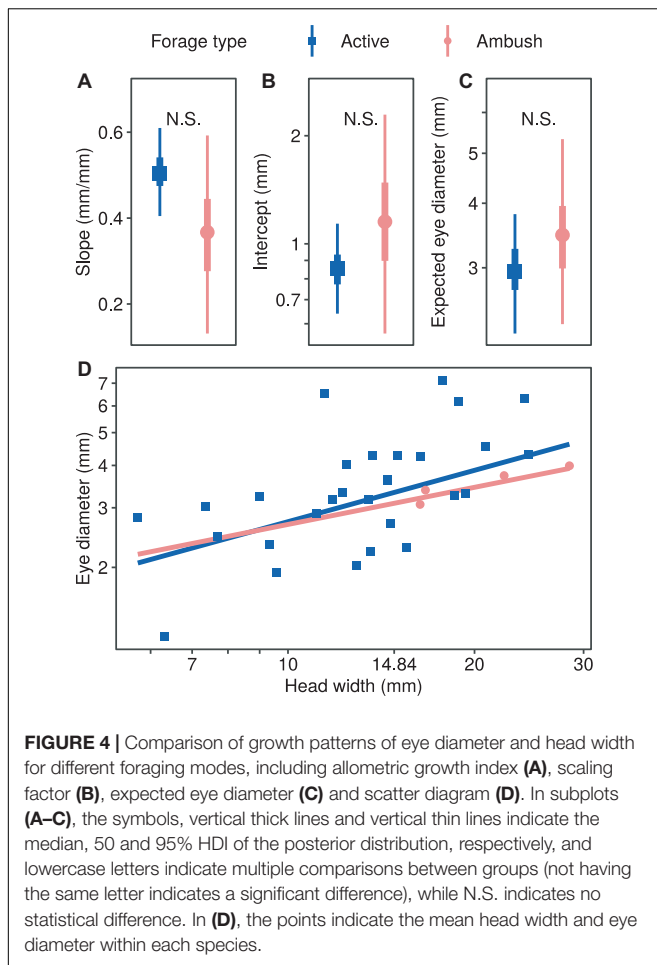 Forage type Active Ambush
A B C
N.S. N.S. N.S.
Slope (mm/mm)
0.6
0.4
0.2
Intercept (mm)
2
1
0.7
Expected eye diameter (mm)
5
4
3
D
Eye diameter (mm)
7
6
5
4
3
2
7 10 14.84 20 30
Head width (mm)
FIGURE 4 | Comparison of growth patterns of eye diameter and head width
for different foraging modes, including allometric growth index (A), scaling
factor (B), expected eye diameter (C) and scatter diagram (D). In subplots
(A–C), the symbols, vertical thick lines and vertical thin lines indicate the
median, 50 and 95% HDI of the posterior distribution, respectively, and
lowercase letters indicate multiple comparisons between groups (not having
the same letter indicates a significant difference), while N.S. indicates no
statistical difference. In (D), the points indicate the mean head width and eye
diameter within each species.